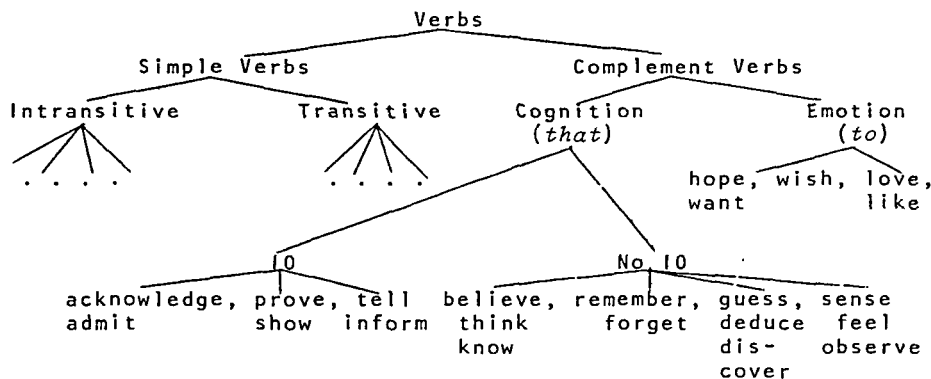 Verbs
Simple Verbs Complement Verbs
Intransitive Transitive Cognition Emotion
(that) (to)
. . . . . . . .
hope, wish, love,
want like
IO No IO
acknowledge, prove, tell believe, remember, guess, sense
admit show inform think forget deduce feel
know dis- observe
cover